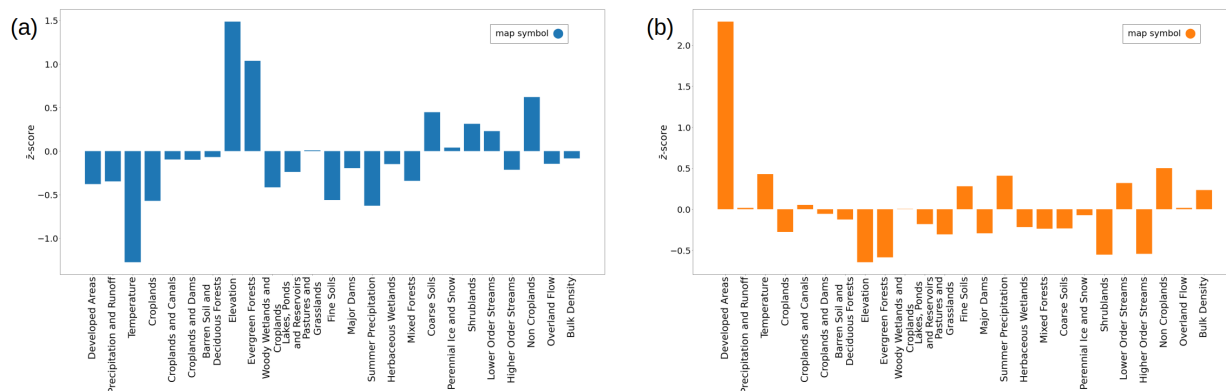 (a)
map symbol
1.5
1.0
0.5
0.0
−0.5
−1.0
z̄-score
Developed Areas
Precipitation and Runoff
Temperature
Croplands
Croplands and Canals
Croplands and Dams
Barren Soil and
Deciduous Forests
Elevation
Evergreen Forests
Woody Wetlands and
Croplands
Lakes, Ponds
and Reservoirs
Pastures and
Grasslands
Fine Soils
Major Dams
Summer Precipitation
Herbaceous Wetlands
Mixed Forests
Coarse Soils
Perennial Ice and Snow
Shrublands
Lower Order Streams
Higher Order Streams
Non Croplands
Overland Flow
Bulk Density
(b)
map symbol
2.0
1.5
1.0
0.5
0.0
−0.5
z̄-score
Developed Areas
Precipitation and Runoff
Temperature
Croplands
Croplands and Canals
Croplands and Dams
Barren Soil and
Deciduous Forests
Elevation
Evergreen Forests
Woody Wetlands and
Croplands
Lakes, Ponds
and Reservoirs
Pastures and
Grasslands
Fine Soils
Major Dams
Summer Precipitation
Herbaceous Wetlands
Mixed Forests
Coarse Soils
Perennial Ice and Snow
Shrublands
Lower Order Streams
Higher Order Streams
Non Croplands
Overland Flow
Bulk Density